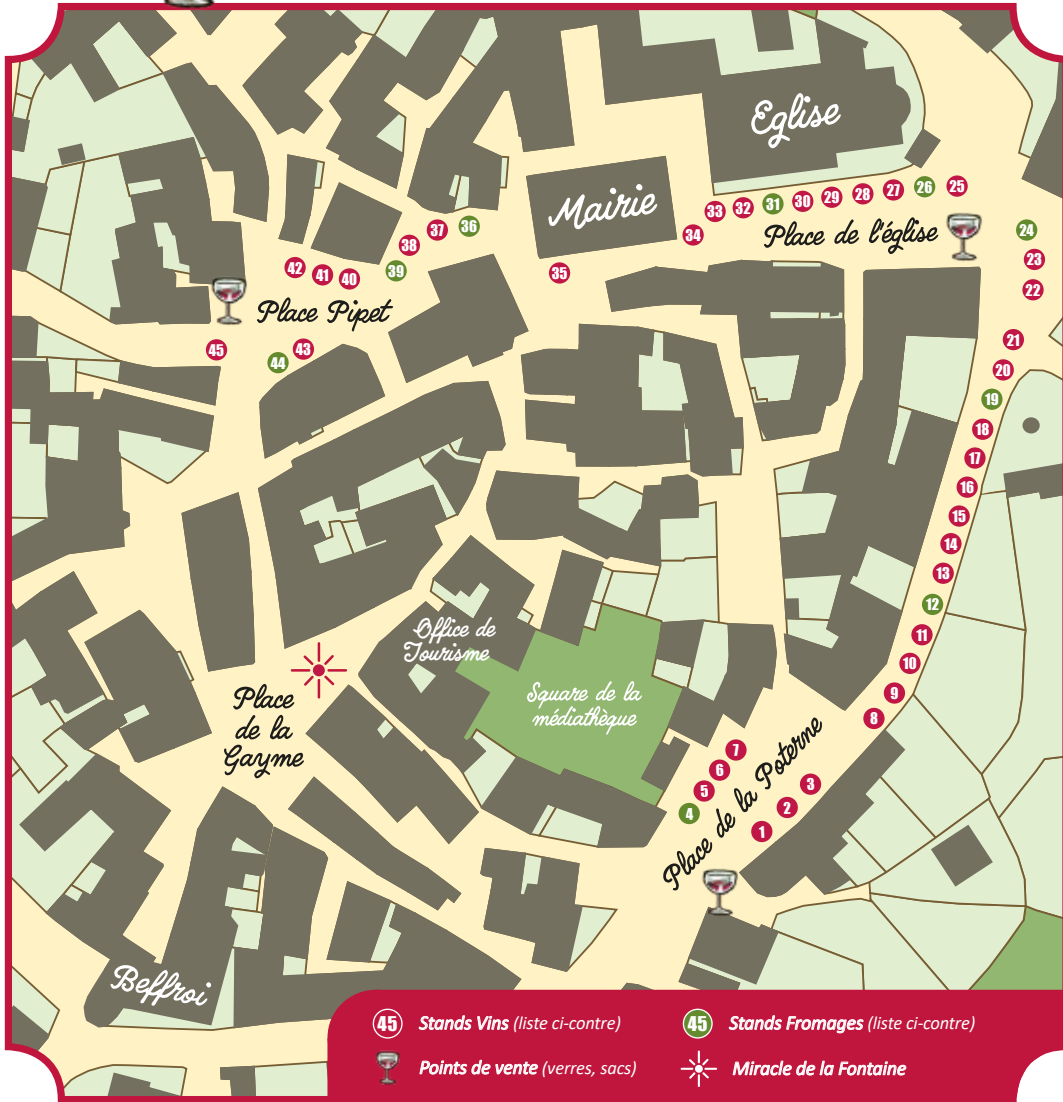 Eglise
Mairie
33 32 31 30 29 28 27 26 25
34
Place de l'église
24
23
22
35
36
37
38
39
42 41 40
Place Pipet
45
44 43
21
20
19
18
17
16
15
14
13
12
11
10
9
8
Office de
Tourisme
Square de la
médiathèque
Place
de la
Gayme
7
6
5
4
Place de la Poterne
3
2
1
Beffroi
45 Stands Vins (liste ci-contre)
45 Stands Fromages (liste ci-contre)
Points de vente (verres, sacs)
Miracle de la Fontaine